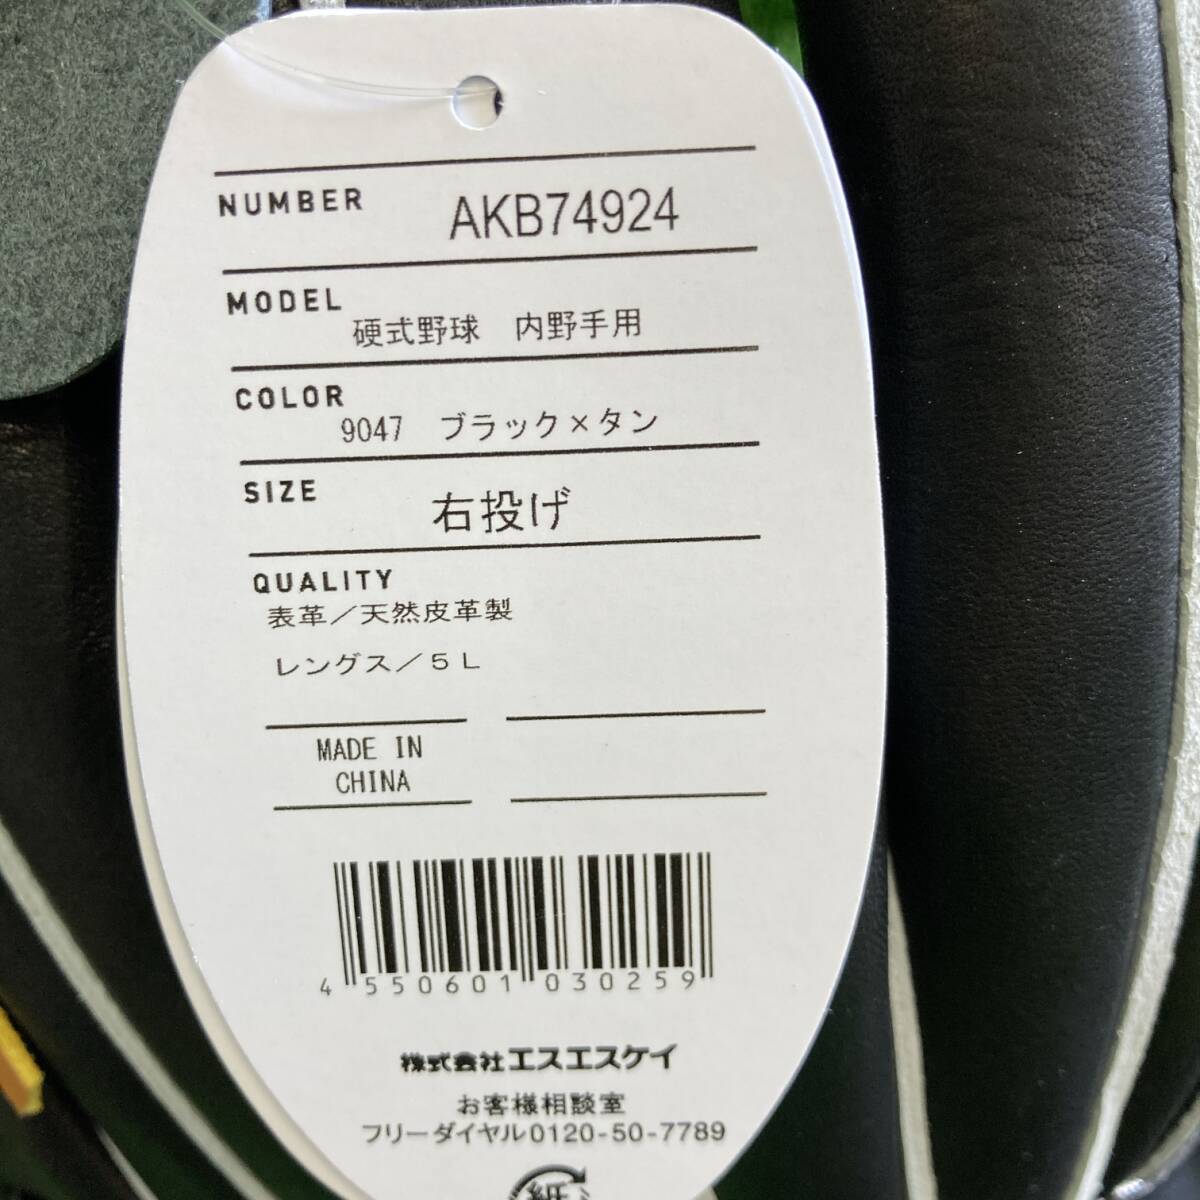 NUMBER AKB74924
MODEL
硬式野球 内野手用
COLOR
9047 ブラック×タン
SIZE 右投げ
QUALITY
表革/天然皮革製
レングス/5L
MADE IN
CHINA
4 550601 030259
株式会社エスエスケイ
お客様相談室
フリーダイヤル0120-50-7789
紙